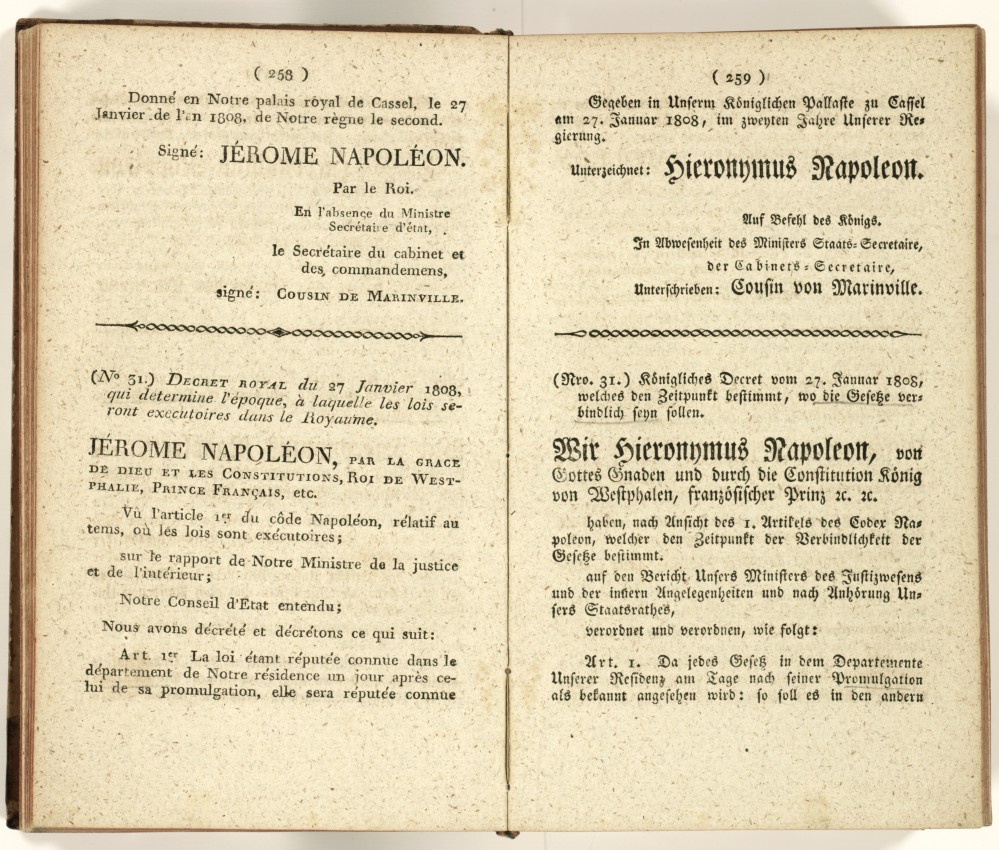 ( 258 )
Donné en Notre palais royal de Cassel, le 27
Janvier de l'an 1808, de Notre règne le second.
Signé: JÉROME NAPOLÉON.
Par le Roi.
En l'absence du Ministre
Secrétaire d'état,
le Secrétaire du cabinet et
des commandemens,
signé: COUSIN DE MARINVILLE.
(No 31.) DECRET ROYAL du 27 Janvier 1808,
qui determine l'époque, à laquelle les lois se-
ront executoires dans le Royaume.
JÉROME NAPOLÉON, PAR LA GRACE
DE DIEU ET LES CONSTITUTIONS, ROI DE WEST-
PHALIE, PRINCE FRANÇAIS, etc.
Vû l'article 1er du côde Napoléon, rélatif au
tems, où les lois sont exécutoires;
sur le rapport de Notre Ministre de la justice
et de l'intérieur;
Notre Conseil d'Etat entendu;
Nous avons décrété et décrétons ce qui suit:
Art. 1er La loi étant réputée connue dans le
département de Notre résidence un jour après ce-
lui de sa promulgation, elle sera réputée connue
( 259 )
Gegeben in Unserm Königlichen Pallaste zu Cassel
am 27. Januar 1808, im zweyten Jahre Unserer Re-
gierung.
Unterzeichnet: Hieronymus Napoleon.
Auf Befehl des Königs.
In Abwesenheit des Ministers Staats-Secretaire,
der Cabinets-Secretaire,
Unterschrieben: Cousin von Marinville.
(Nro. 31.) Königliches Decret vom 27. Januar 1808,
welches den Zeitpunkt bestimmt, wo die Gesetze ver-
bindlich seyn sollen.
Wir Hieronymus Napoleon, von
Gottes Gnaden und durch die Constitution König
von Westphalen, französischer Prinz ꝛc. ꝛc.
haben, nach Ansicht des 1. Artikels des Codex Na-
poleon, welcher den Zeitpunkt der Verbindlichkeit der
Gesetze bestimmt.
auf den Bericht Unsers Ministers des Justizwesens
und der innern Angelegenheiten und nach Anhörung Un-
sers Staatsrathes,
verordnet und verordnen, wie folgt:
Art. 1. Da jedes Gesetz in dem Departemente
Unserer Residenz am Tage nach seiner Promulgation
als bekannt angesehen wird: so soll es in den andern